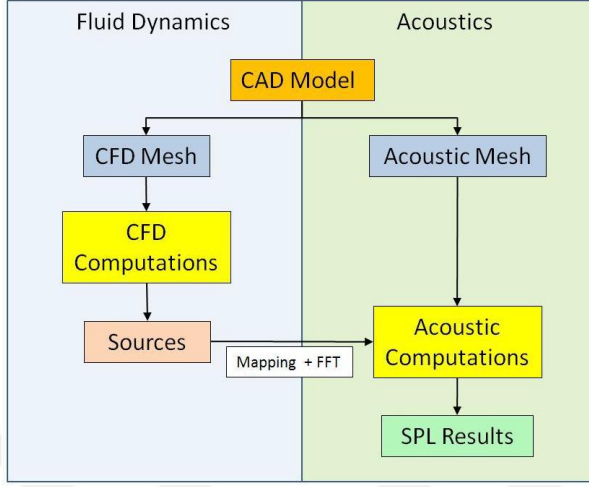 Fluid Dynamics
Acoustics
CAD Model
CFD Mesh
Acoustic Mesh
CFD
Computations
Sources
Mapping + FFT
Acoustic
Computations
SPL Results